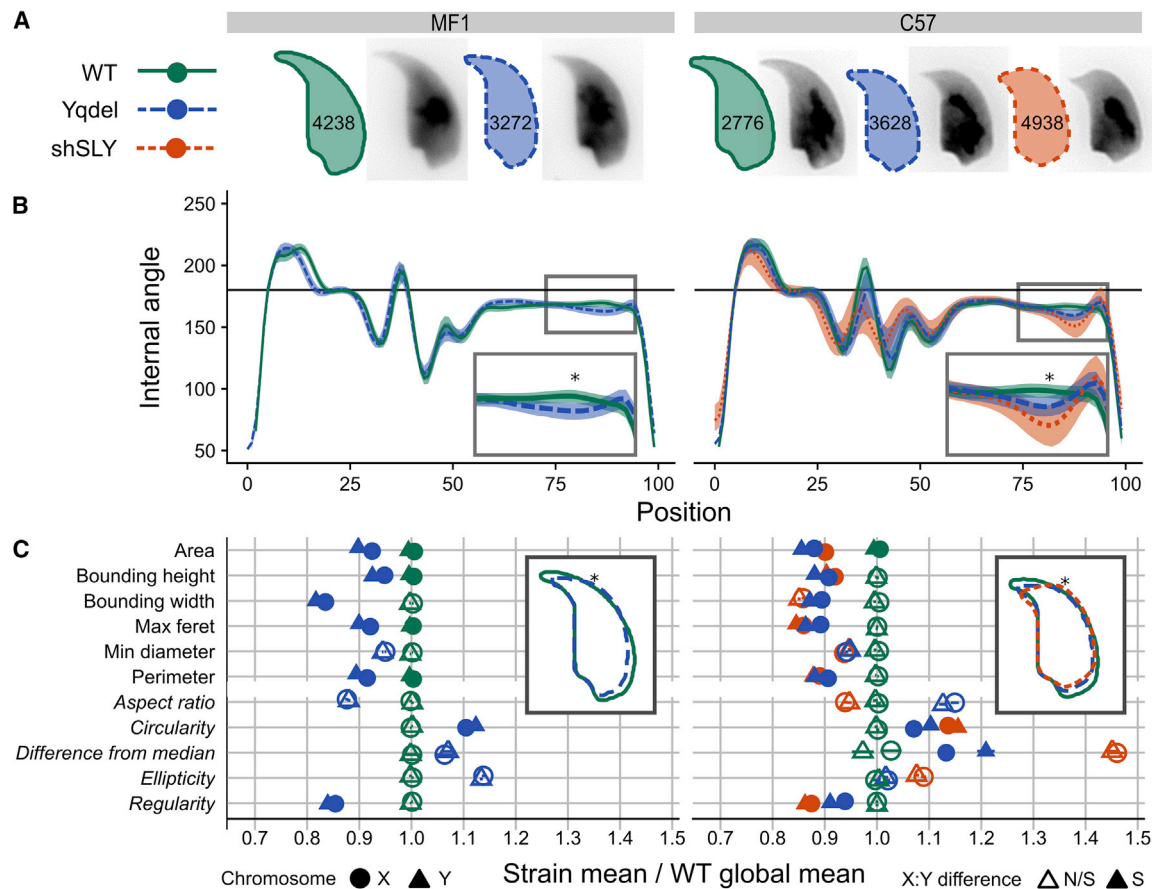 A
MF1
C57
WT
Yqdel
shSLY
4238
3272
2776
3628
4938
B
Internal angle
250
200
150
100
50
*
*
0
25
50
75
100
0
25
50
75
100
Position
C
Area
Bounding height
Bounding width
Max feret
Min diameter
Perimeter
Aspect ratio
Circularity
Difference from median
Ellipticity
Regularity
*
*
0.7
0.8
0.9
1.0
1.1
1.2
1.3
1.4
1.5
0.7
0.8
0.9
1.0
1.1
1.2
1.3
1.4
1.5
Strain mean / WT global mean
Chromosome X Y
X:Y difference N/S S